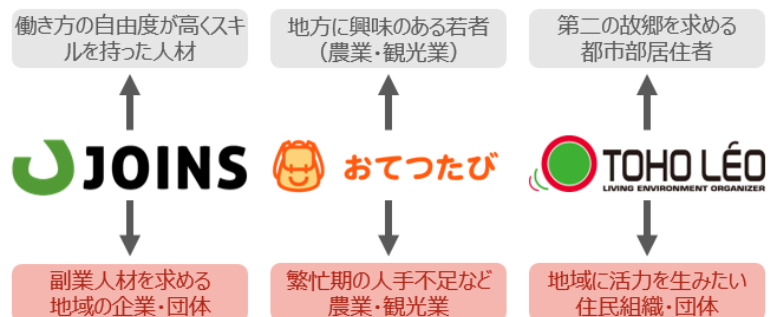 働き方の自由度が高くスキ
ルを持った人材
地方に興味のある若者
(農業・観光業)
第二の故郷を求める
都市部居住者
JOINS
おてつたび
TOHO LÉO
LIVING ENVIRONMENT ORGANIZER
副業人材を求める
地域の企業・団体
繁忙期の人手不足など
農業・観光業
地域に活力を生みたい
住民組織・団体